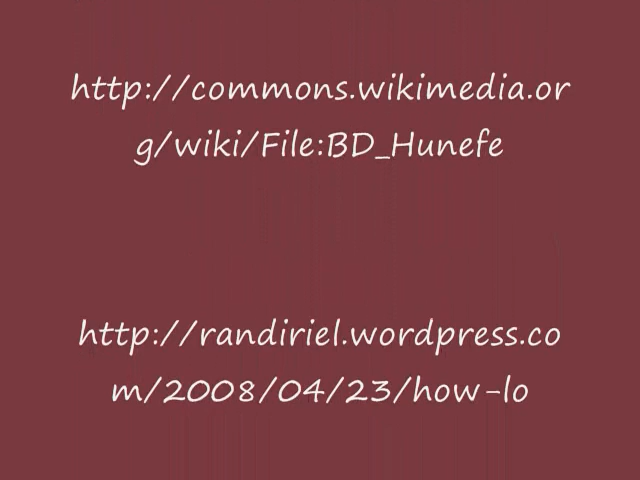 http://commons.wikimedia.or
g/wiki/File:BD_Hunefe
http://randiriel.wordpress.co
m/2008/04/23/how-lo